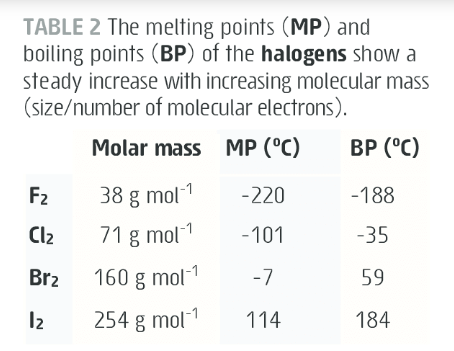 TABLE 2 The melting points (MP) and
boiling points (BP) of the halogens show a
steady increase with increasing molecular mass
(size/number of molecular electrons).
Molar mass MP (ºC) BP (ºC)
F₂ 38 g mol⁻¹ -220 -188
Cl₂ 71 g mol⁻¹ -101 -35
Br₂ 160 g mol⁻¹ -7 59
I₂ 254 g mol⁻¹ 114 184